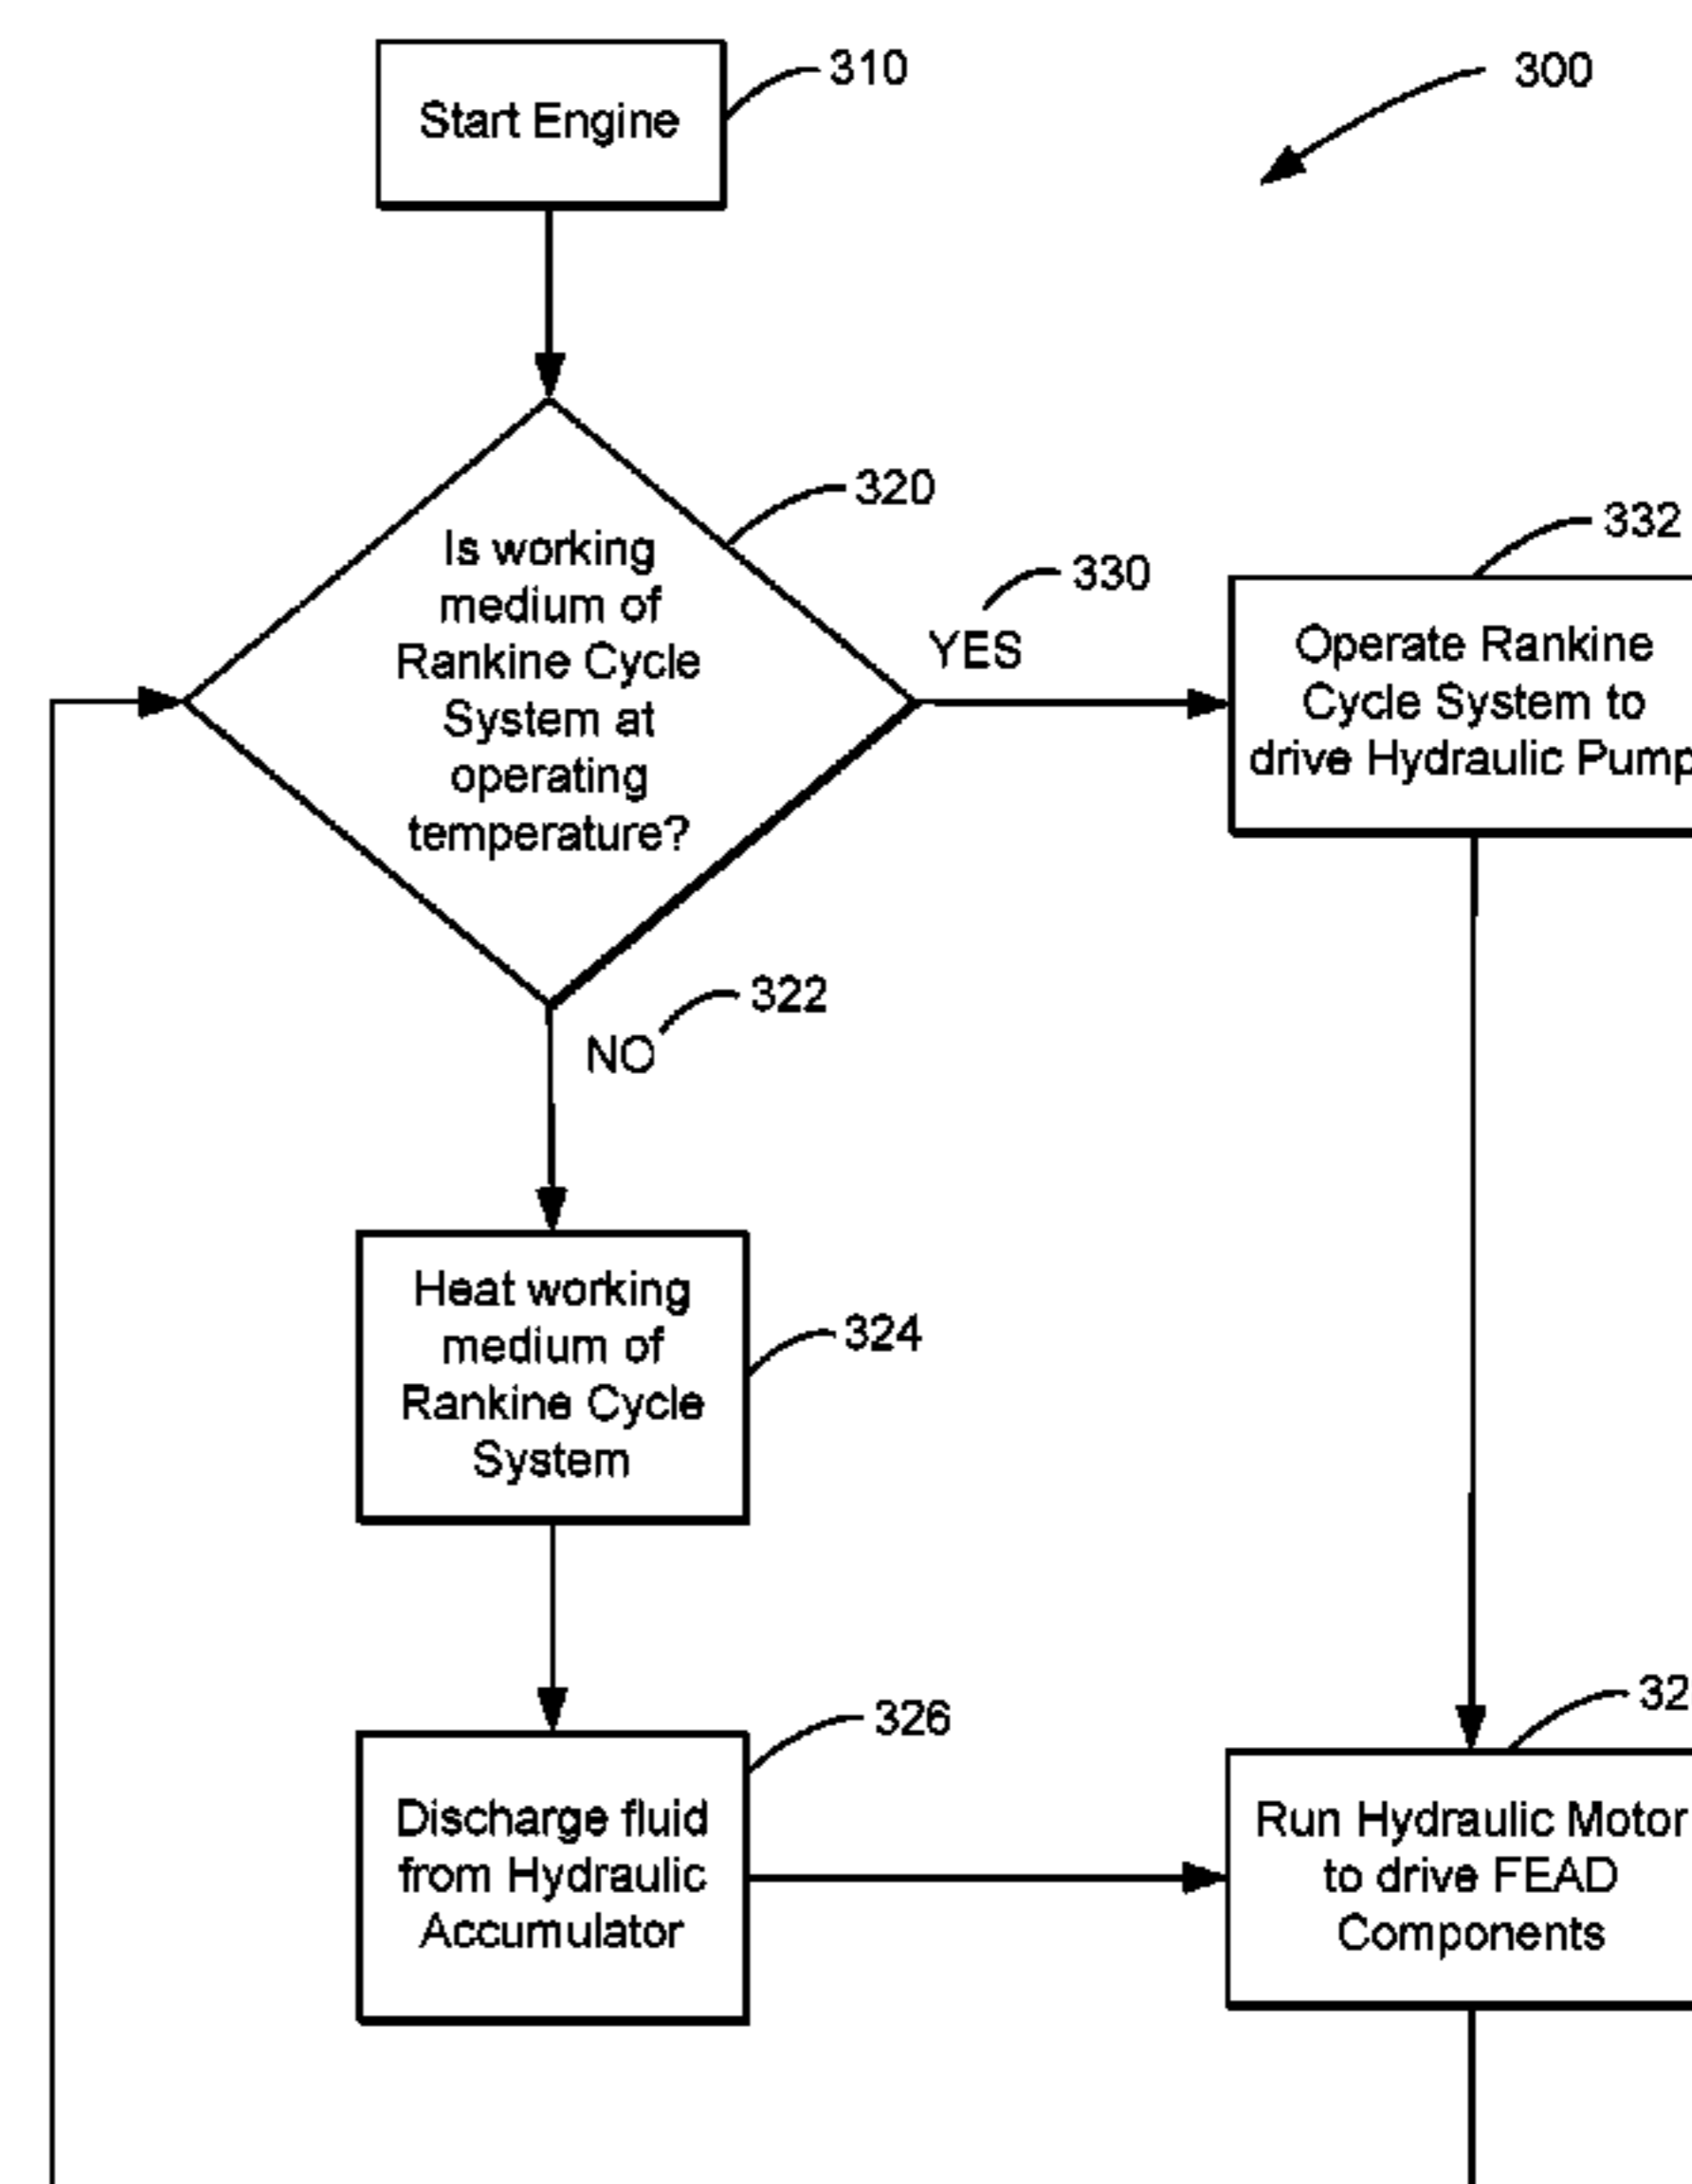 310
300
Start Engine
320
332
330
Is working
medium of
Rankine Cycle
System at
operating
temperature?
YES
Operate Rankine
Cycle System to
drive Hydraulic Pump
322
NO
Heat working
medium of
Rankine Cycle
System
324
32
326
Discharge fluid
from Hydraulic
Accumulator
Run Hydraulic Motor
to drive FEAD
Components